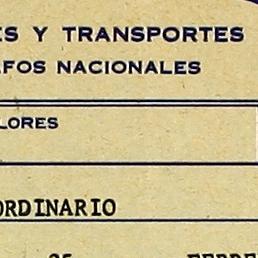 ES Y TRANSPORTES
FOS NACIONALES
LORES
ORDINARIO